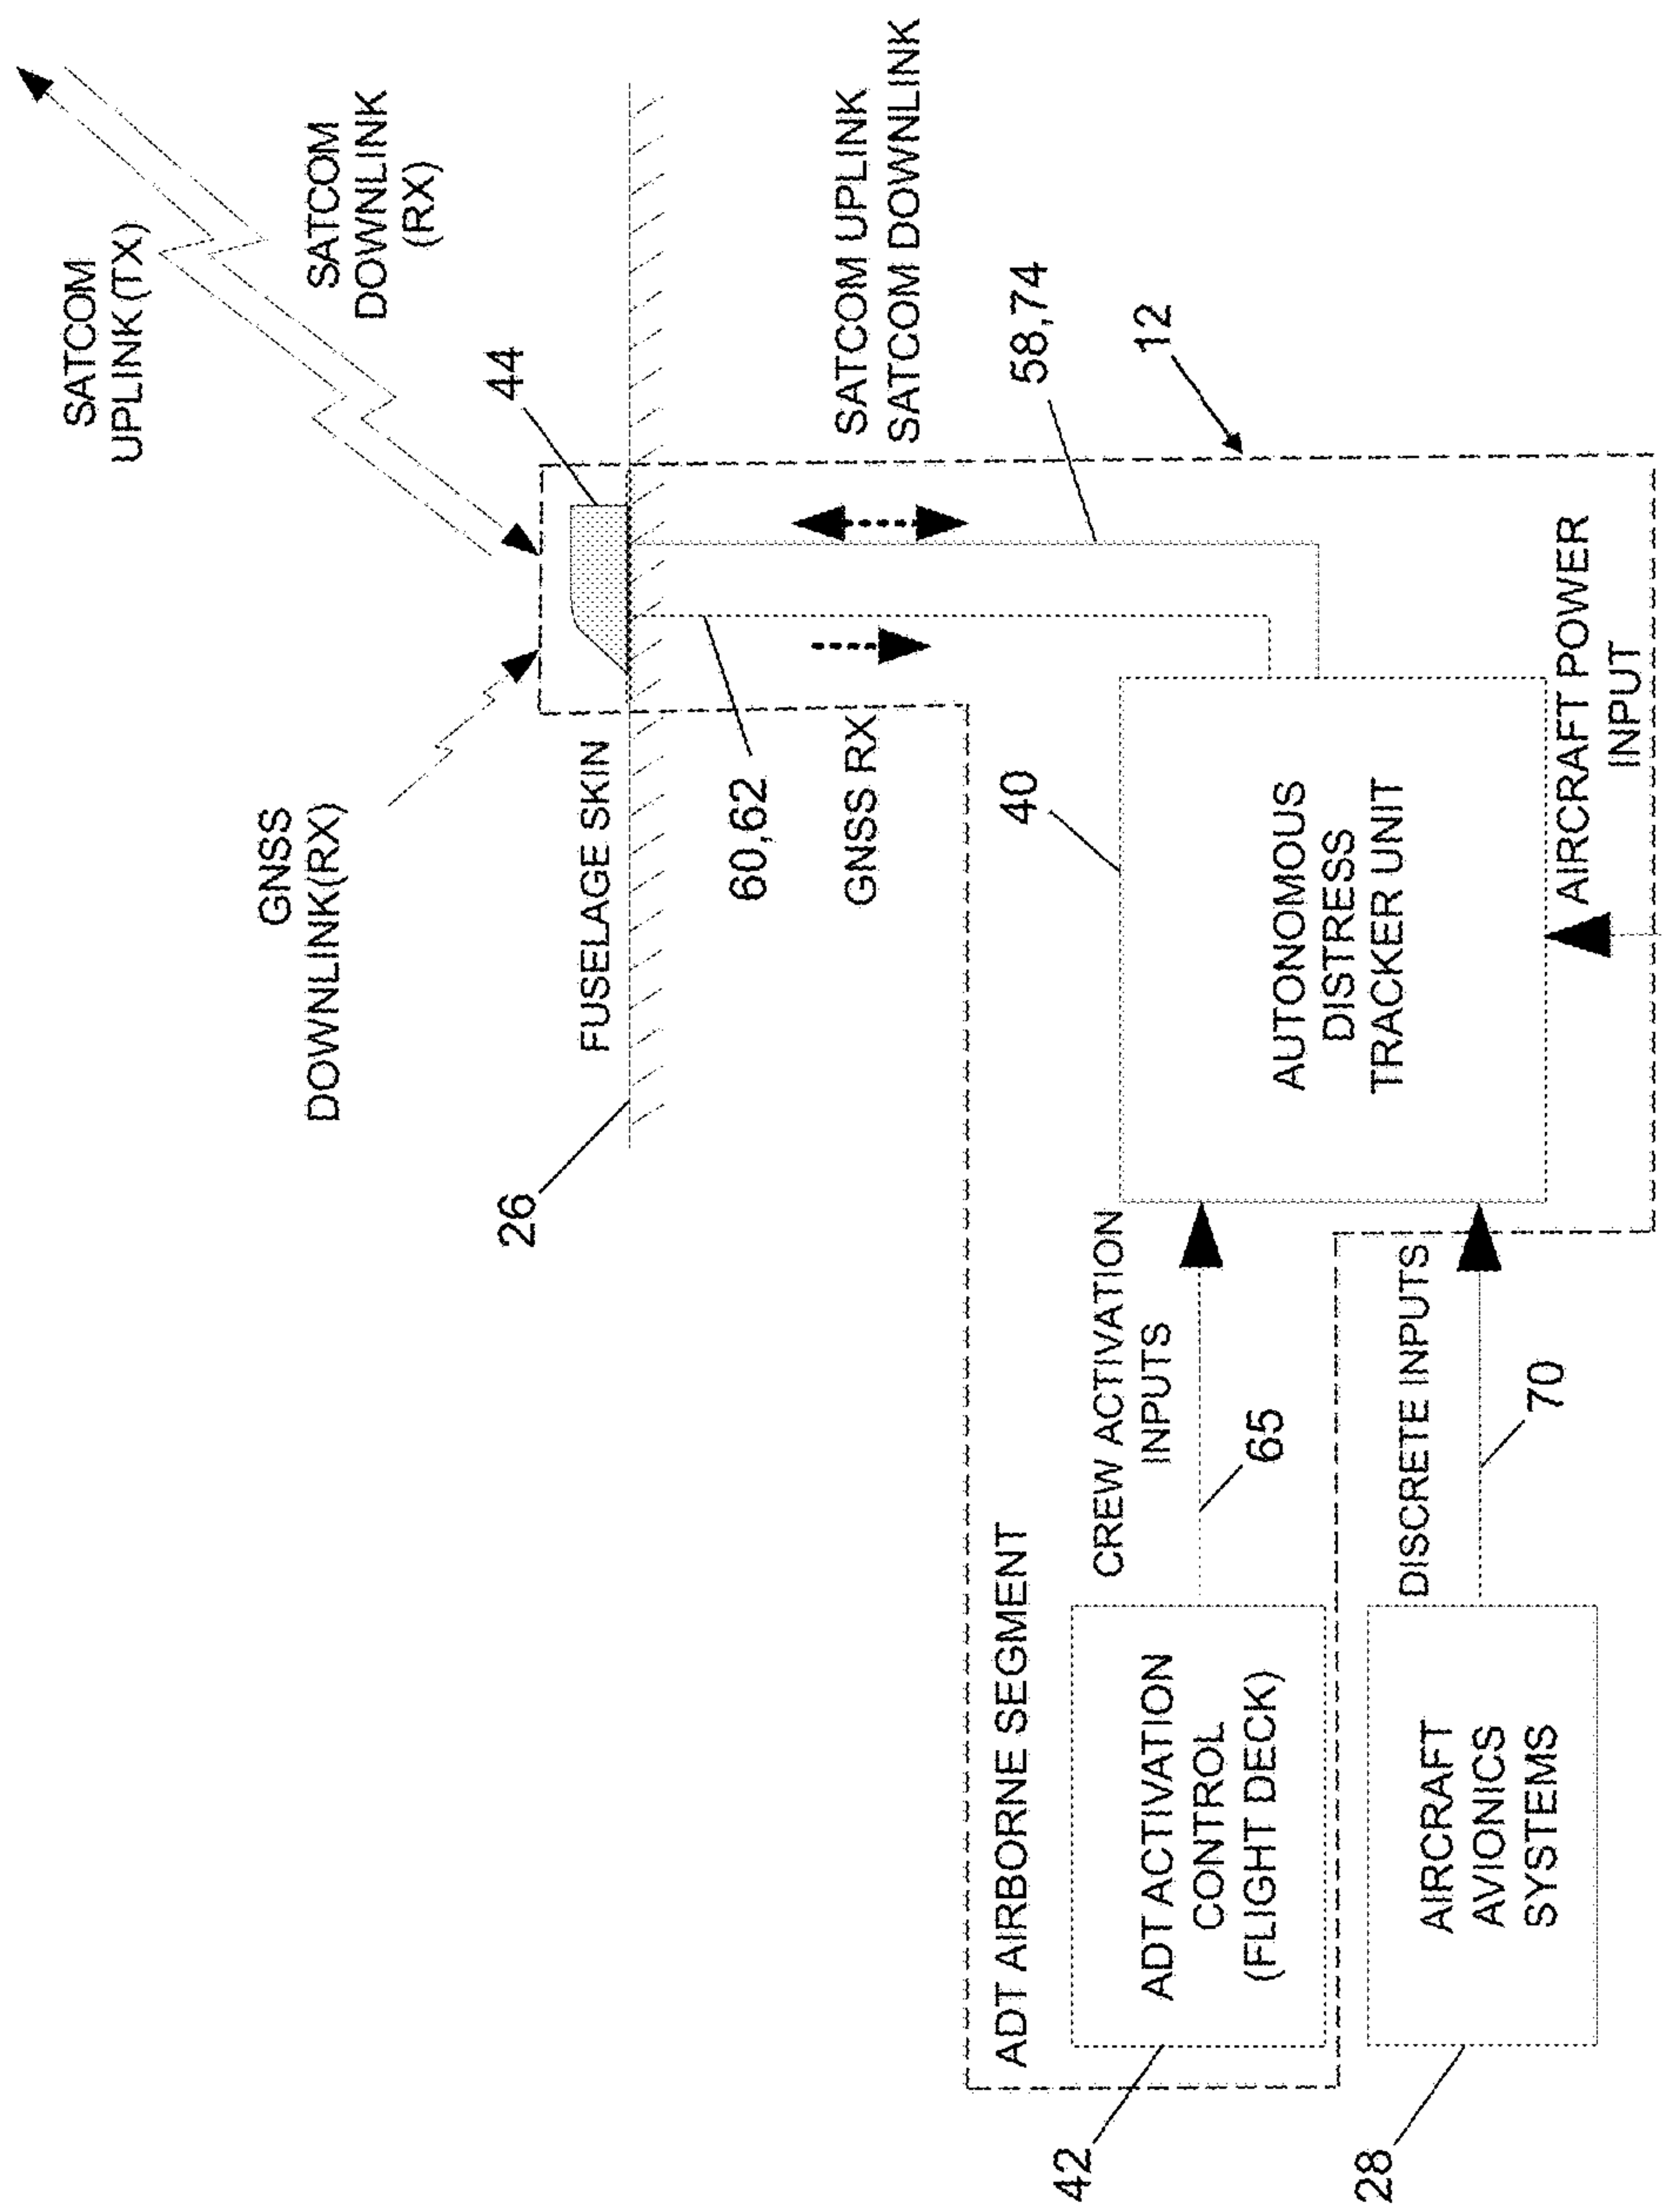 SATCOM
UPLINK(TX)
SATCOM
DOWNLINK
(RX)
GNSS
DOWNLINK(RX)
44
FUSELAGE SKIN
26
60,62
GNSS RX
SATCOM UPLINK
SATCOM DOWNLINK
58,74
12
ADT AIRBORNE SEGMENT
40
AUTONOMOUS
DISTRESS
TRACKER UNIT
CREW ACTIVATION
INPUTS
65
ADT ACTIVATION
CONTROL
(FLIGHT DECK)
42
DISCRETE INPUTS
70
AIRCRAFT
AVIONICS
SYSTEMS
28
AIRCRAFT POWER
INPUT